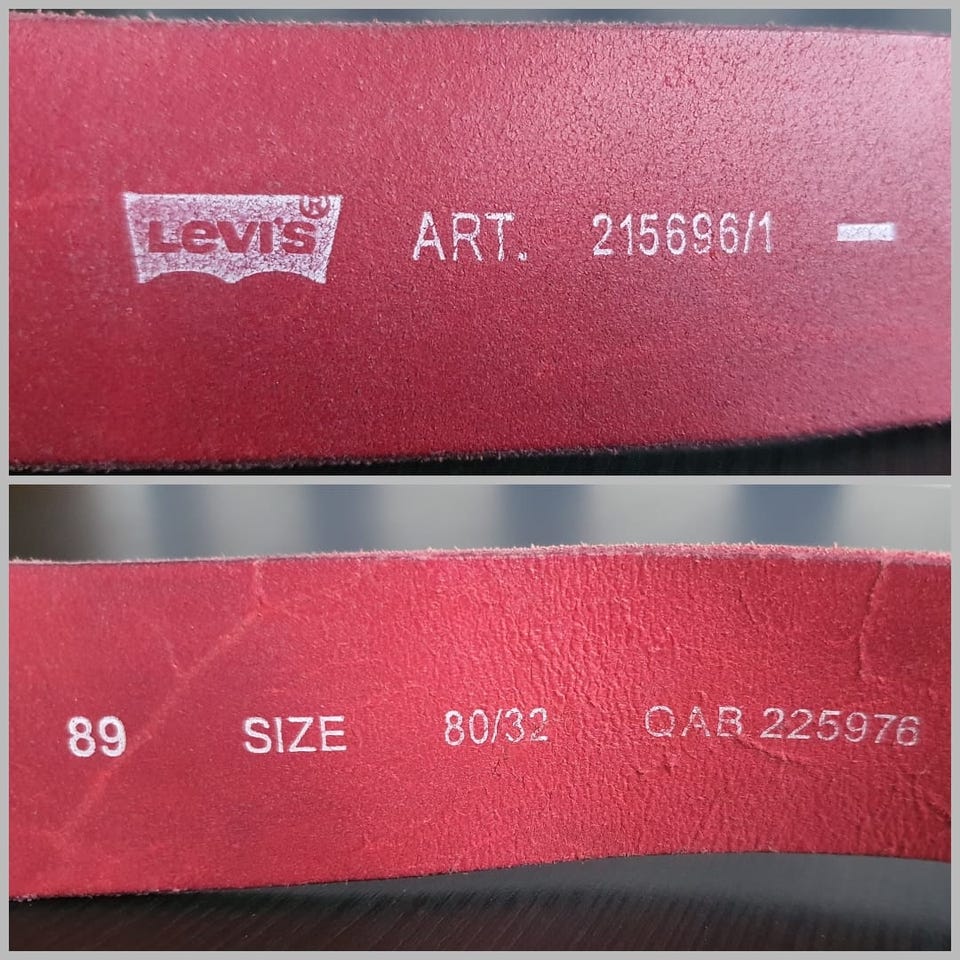 Levi's® ART. 215696/1 –
89 SIZE 80/32 QAB 225976